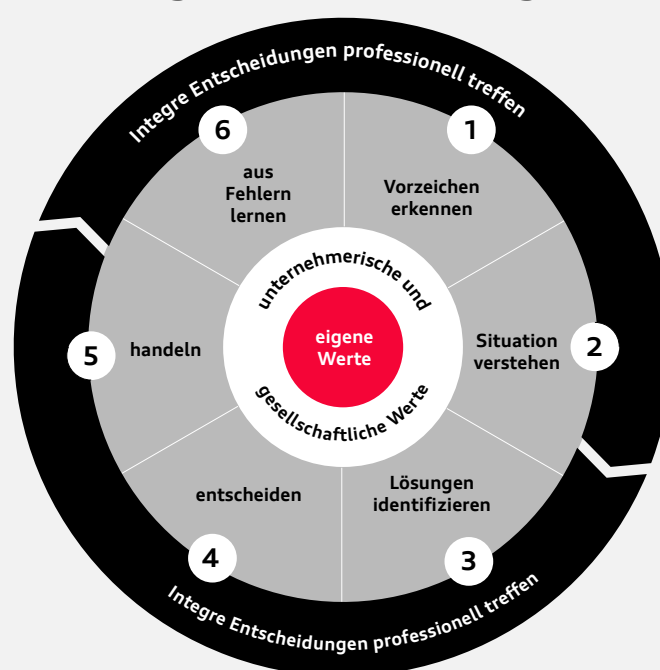 Integre Entscheidungen professionell treffen
1
Vorzeichen
erkennen
2
Situation
verstehen
3
Lösungen
identifizieren
4
entscheiden
5
handeln
6
aus
Fehlern
lernen
unternehmerische und
gesellschaftliche Werte
eigene
Werte
Integre Entscheidungen professionell treffen